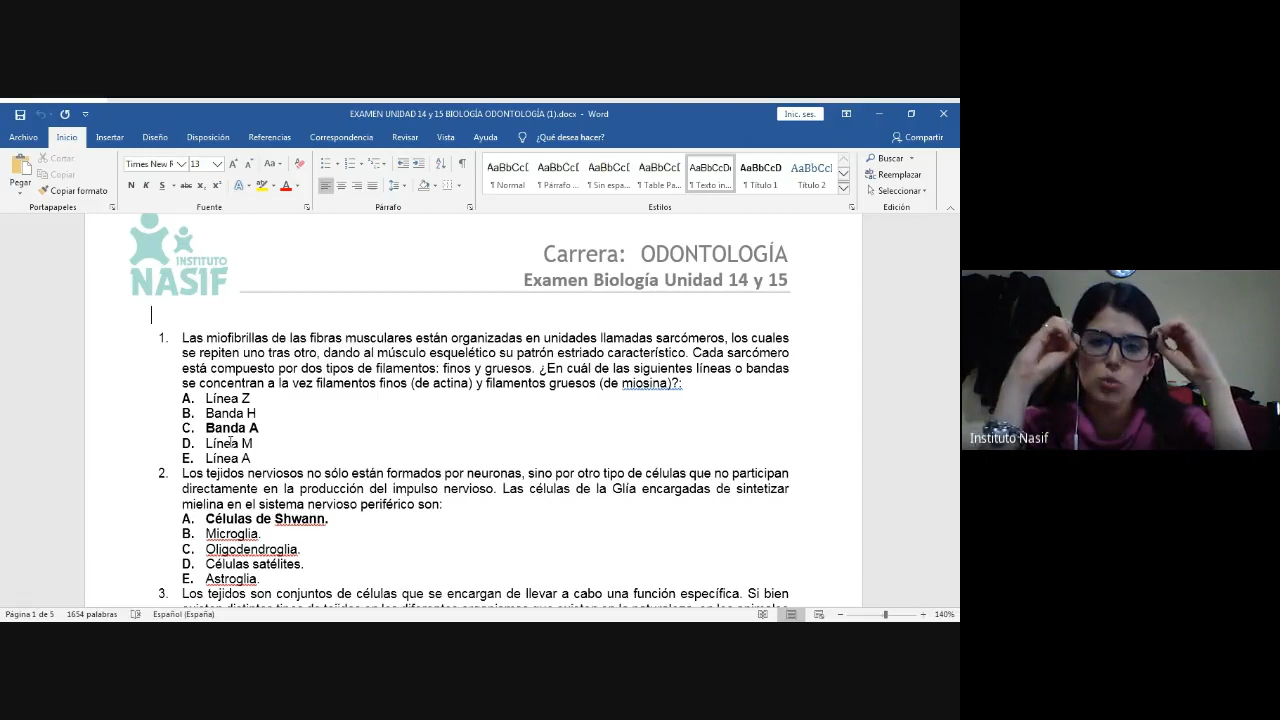 EXAMEN UNIDAD 14 y 15 BIOLOGÍA ODONTOLOGÍA (1).docx - Word
Inic. ses.
Archivo Inicio Insertar Diseño Disposición Referencias Correspondencia Revisar Vista Ayuda ¿Qué desea hacer? Compartir
Pegar
Cortar
Copiar
Copiar formato
Portapapeles
Times New R 13
Fuente
Párrafo
AaBbCcI AaBbCcI AaBbCcI AaBbCcI AaBbCcDc AaBbCcD AaBbCcI
¶ Normal ¶ Párrafo ... ¶ Sin espa... ¶ Table Pa... ¶ Texto in... ¶ Título 1 Título 2
Estilos
Buscar
Reemplazar
Seleccionar
Edición
INSTITUTO
NASIF
Carrera: ODONTOLOGÍA
Examen Biología Unidad 14 y 15
1. Las miofibrillas de las fibras musculares están organizadas en unidades llamadas sarcómeros, los cuales
se repiten uno tras otro, dando al músculo esquelético su patrón estriado característico. Cada sarcómero
está compuesto por dos tipos de filamentos: finos y gruesos. ¿En cuál de las siguientes líneas o bandas
se concentran a la vez filamentos finos (de actina) y filamentos gruesos (de miosina)?:
A. Línea Z
B. Banda H
C. Banda A
D. Línea M
E. Línea A
2. Los tejidos nerviosos no sólo están formados por neuronas, sino por otro tipo de células que no participan
directamente en la producción del impulso nervioso. Las células de la Glía encargadas de sintetizar
mielina en el sistema nervioso periférico son:
A. Células de Shwann.
B. Microglia.
C. Oligodendroglia.
D. Células satélites.
E. Astroglia.
3. Los tejidos son conjuntos de células que se encargan de llevar a cabo una función específica. Si bien
Página 1 de 5 1654 palabras Español (España) 140%
Instituto Nasif